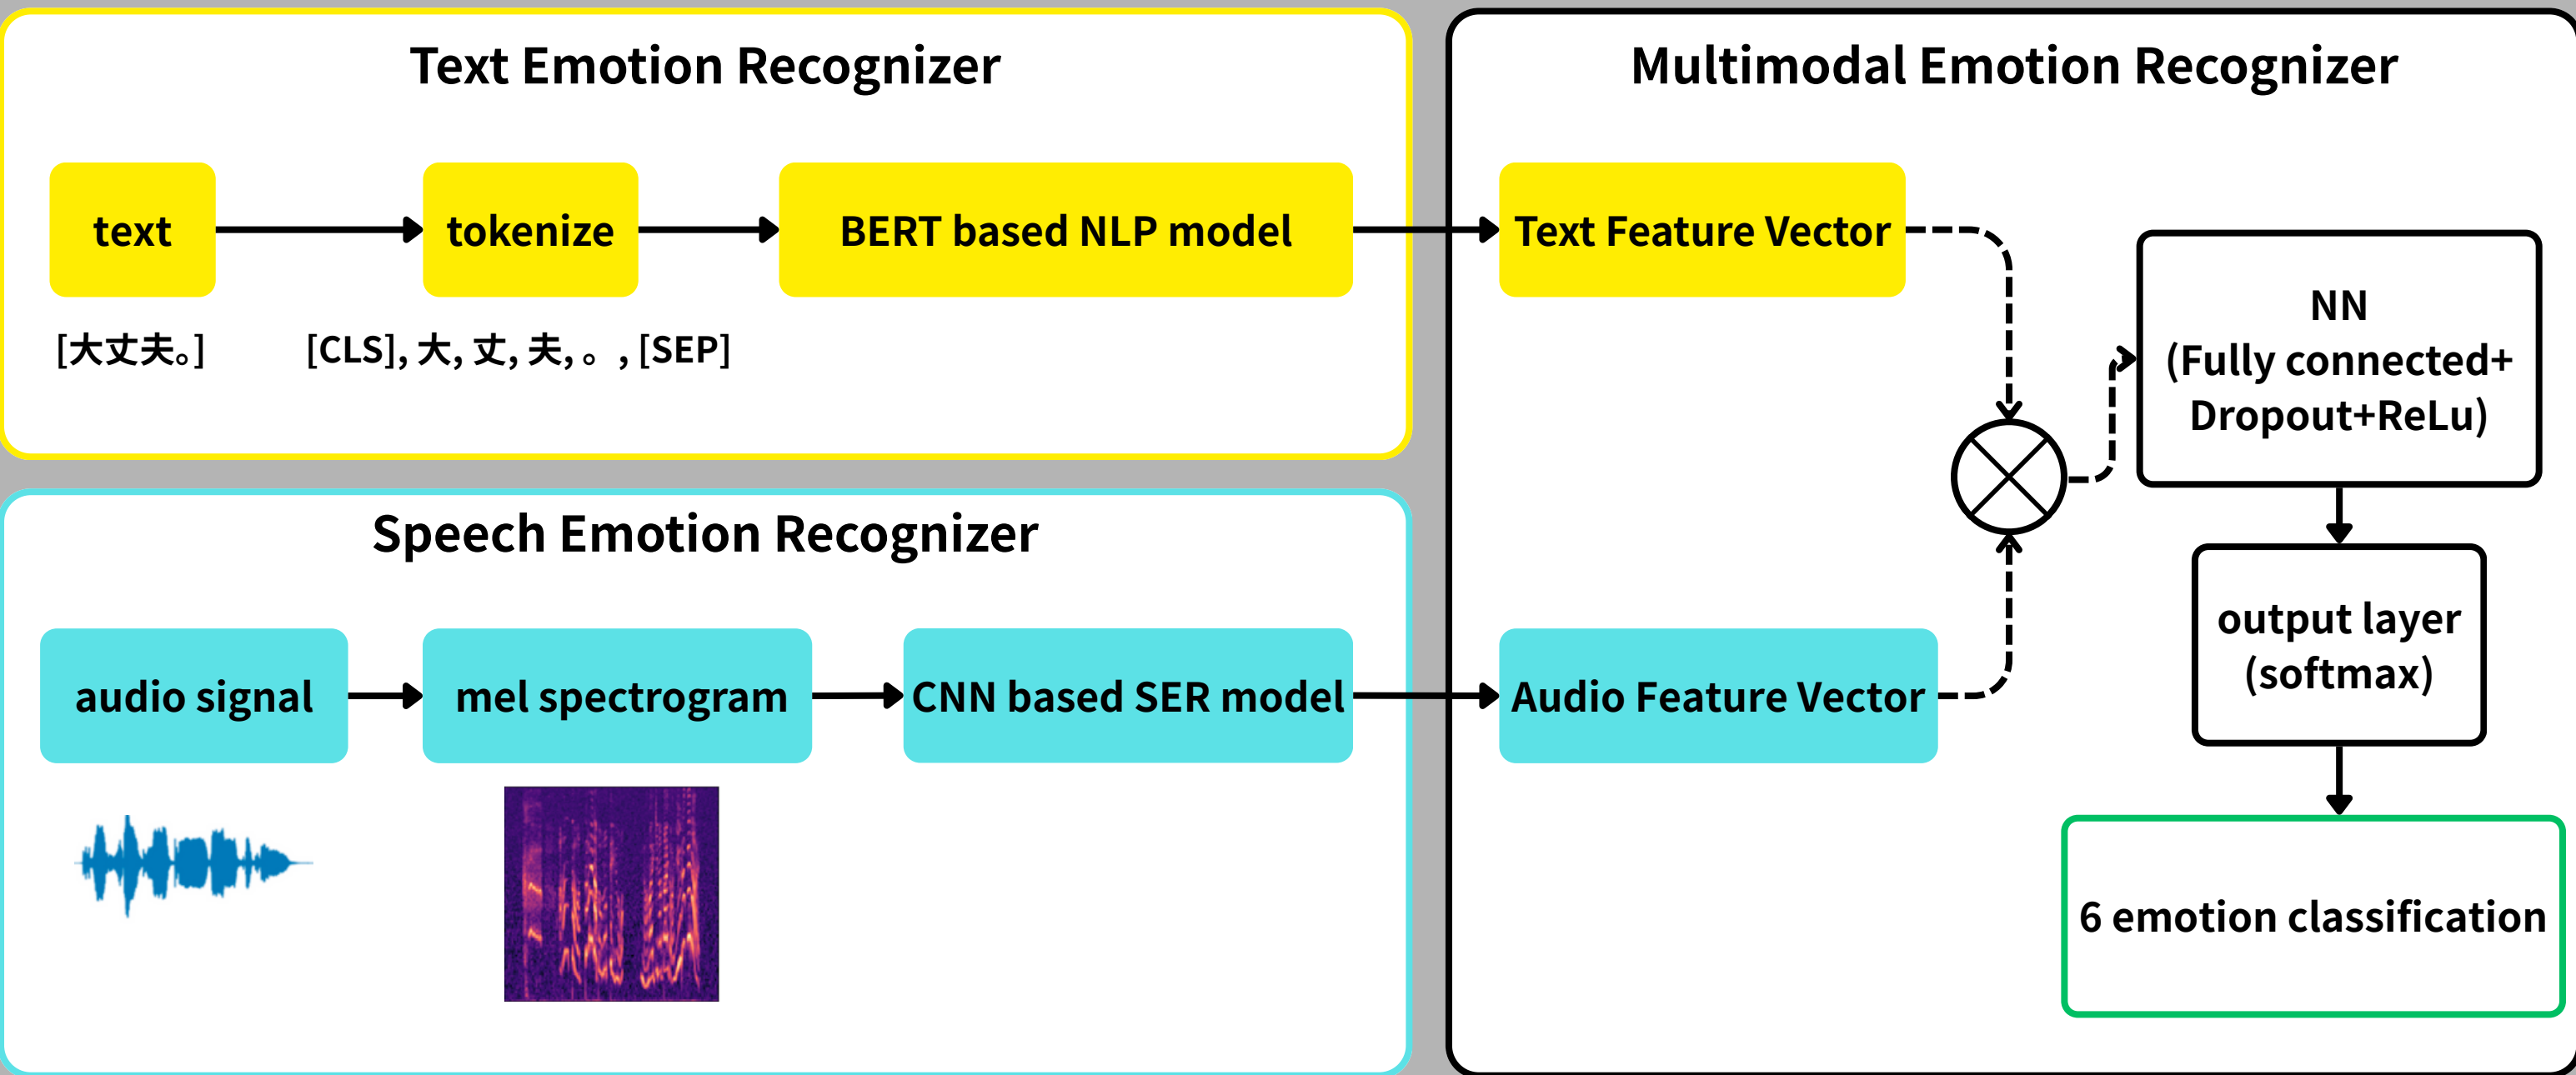 Text Emotion Recognizer
text
tokenize
BERT based NLP model
[大丈夫。]
[CLS], 大, 丈, 夫, 。, [SEP]
Speech Emotion Recognizer
audio signal
mel spectrogram
CNN based SER model
Multimodal Emotion Recognizer
Text Feature Vector
Audio Feature Vector
NN
(Fully connected+
Dropout+ReLu)
output layer
(softmax)
6 emotion classification